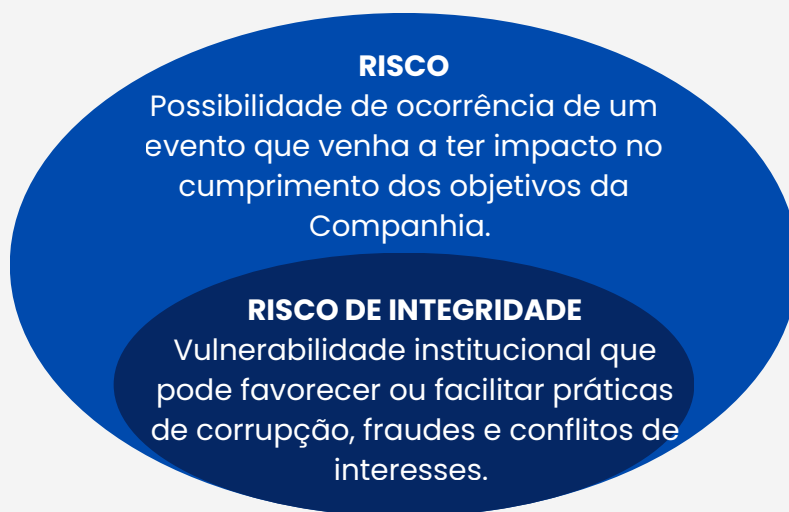 RISCO
Possibilidade de ocorrência de um
evento que venha a ter impacto no
cumprimento dos objetivos da
Companhia.
RISCO DE INTEGRIDADE
Vulnerabilidade institucional que
pode favorecer ou facilitar práticas
de corrupção, fraudes e conflitos de
interesses.